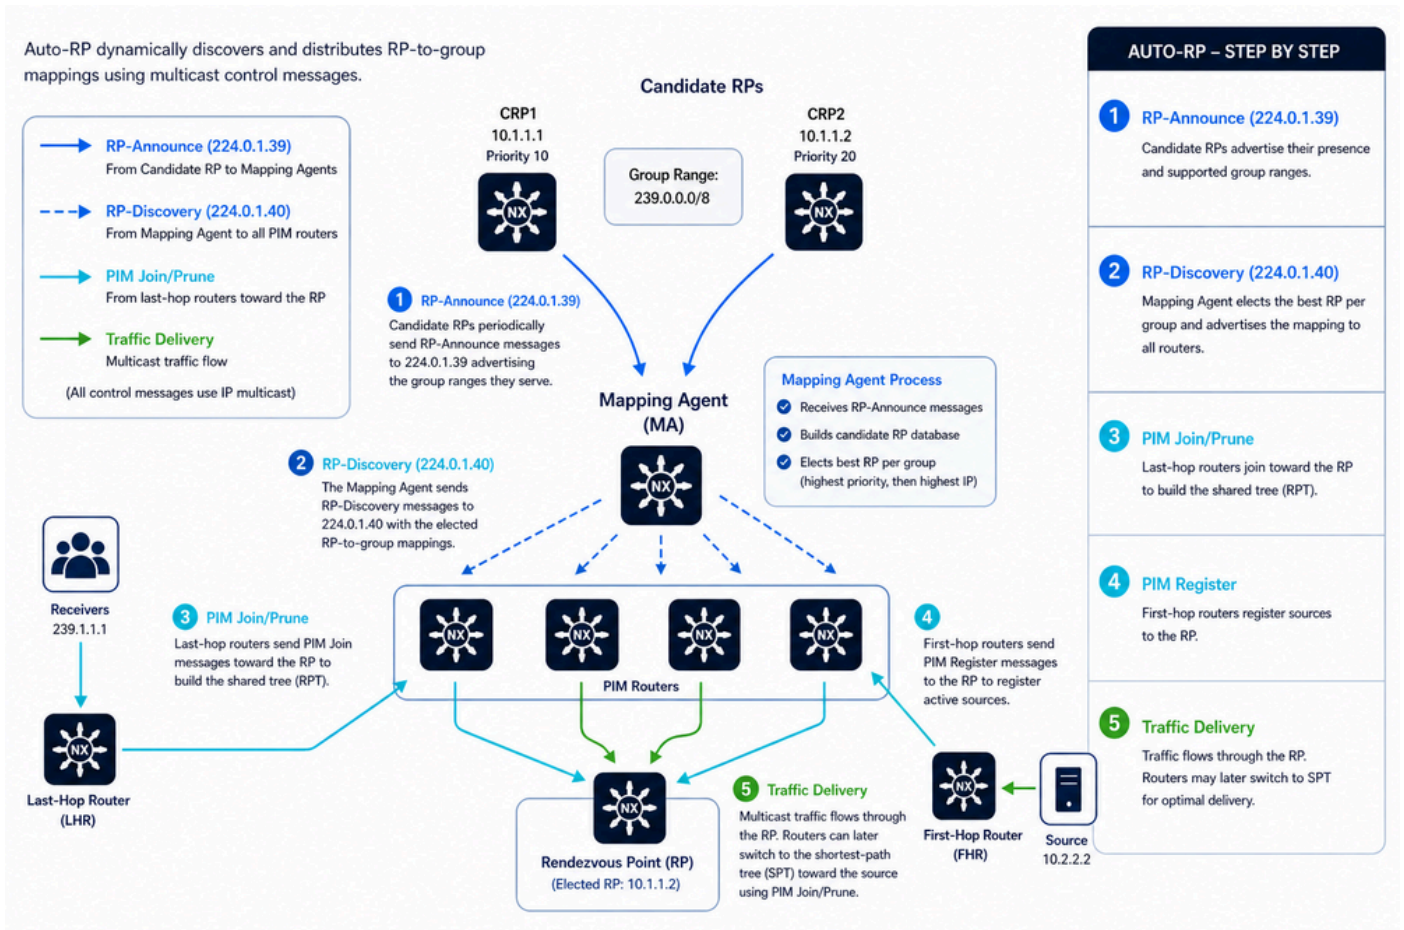 Auto-RP dynamically discovers and distributes RP-to-group
mappings using multicast control messages.
RP-Announce (224.0.1.39)
From Candidate RP to Mapping Agents
RP-Discovery (224.0.1.40)
From Mapping Agent to all PIM routers
PIM Join/Prune
From last-hop routers toward the RP
Traffic Delivery
Multicast traffic flow
(All control messages use IP multicast)
Candidate RPs
CRP1
10.1.1.1
Priority 10
NX
Group Range:
239.0.0.0/8
CRP2
10.1.1.2
Priority 20
NX
1 RP-Announce (224.0.1.39)
Candidate RPs periodically
send RP-Announce messages
to 224.0.1.39 advertising
the group ranges they serve.
Mapping Agent
(MA)
NX
Mapping Agent Process
Receives RP-Announce messages
Builds candidate RP database
Elects best RP per group
(highest priority, then highest IP)
2 RP-Discovery (224.0.1.40)
The Mapping Agent sends
RP-Discovery messages to
224.0.1.40 with the elected
RP-to-group mappings.
Receivers
239.1.1.1
3 PIM Join/Prune
Last-hop routers send PIM Join
messages toward the RP to
build the shared tree (RPT).
NX
NX
NX
NX
PIM Routers
4
First-hop routers send
PIM Register messages
to the RP to register
active sources.
NX
Last-Hop Router
(LHR)
NX
Rendezvous Point (RP)
(Elected RP: 10.1.1.2)
5 Traffic Delivery
Multicast traffic flows through
the RP. Routers can later
switch to the shortest-path
tree (SPT) toward the source
using PIM Join/Prune.
NX
First-Hop Router
(FHR)
Source
10.2.2.2
AUTO-RP – STEP BY STEP
1 RP-Announce (224.0.1.39)
Candidate RPs advertise their presence
and supported group ranges.
2 RP-Discovery (224.0.1.40)
Mapping Agent elects the best RP per
group and advertises the mapping to
all routers.
3 PIM Join/Prune
Last-hop routers join toward the RP
to build the shared tree (RPT).
4 PIM Register
First-hop routers register sources
to the RP.
5 Traffic Delivery
Traffic flows through the RP.
Routers may later switch to SPT
for optimal delivery.